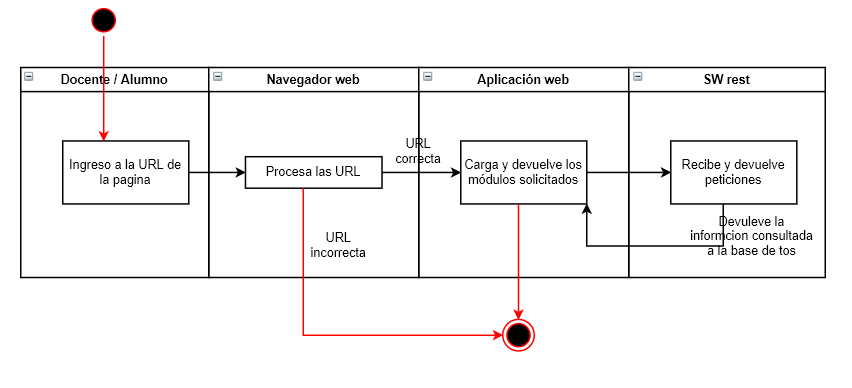 Docente / Alumno
Navegador web
Aplicación web
SW rest
Ingreso a la URL de
la pagina
Procesa las URL
URL
correcta
Carga y devuelve los
módulos solicitados
Recibe y devuelve
peticiones
URL
incorrecta
Devuleve la
informcion consultada
a la base de tos